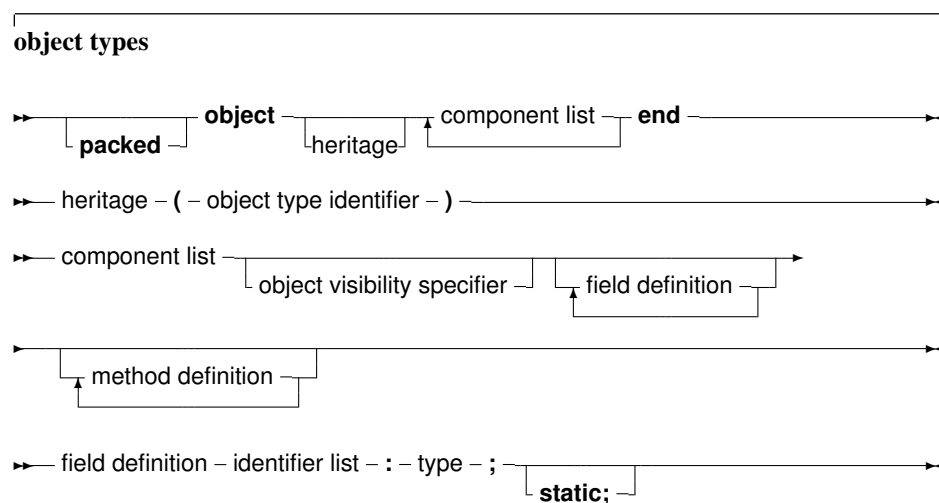 object types
object component list end
packed heritage
heritage ( object type identifier )
component list
object visibility specifier field definition
method definition
field definition identifier list : type ;
static;